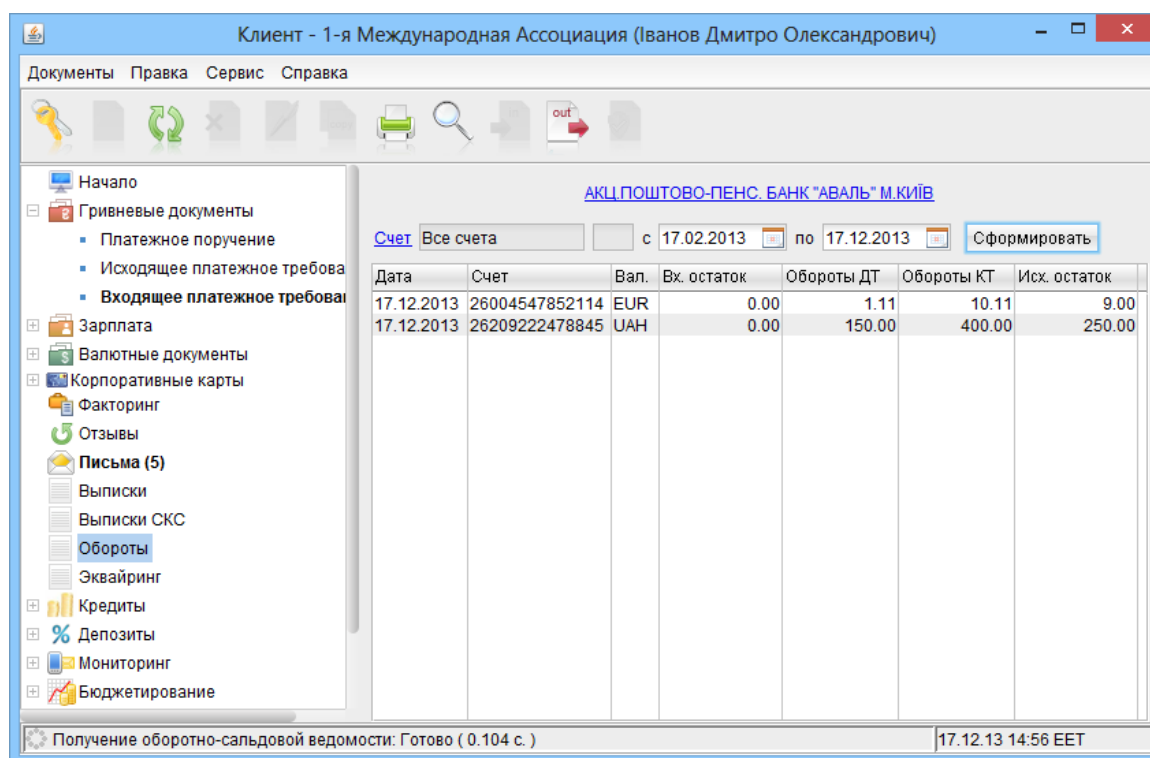 Клиент - 1-я Международная Ассоциация (Іванов Дмитро Олександрович)
Документы Правка Сервис Справка
out
Начало
Гривневые документы
Платежное поручение
Исходящее платежное требова
Входящее платежное требова
Зарплата
Валютные документы
Корпоративные карты
Факторинг
Отзывы
Письма (5)
Выписки
Выписки СКС
Обороты
Эквайринг
Кредиты
Депозиты
Мониторинг
Бюджетирование
АКЦ.ПОШТОВО-ПЕНС. БАНК "АВАЛЬ" М.КИЇВ
Счет Все счета с 17.02.2013 по 17.12.2013 Сформировать
Дата Счет Вал. Вх. остаток Обороты ДТ Обороты КТ Исх. остаток
17.12.2013 26004547852114 EUR 0.00 1.11 10.11 9.00
17.12.2013 26209222478845 UAH 0.00 150.00 400.00 250.00
Получение оборотно-сальдовой ведомости: Готово ( 0.104 с. ) 17.12.13 14:56 EET